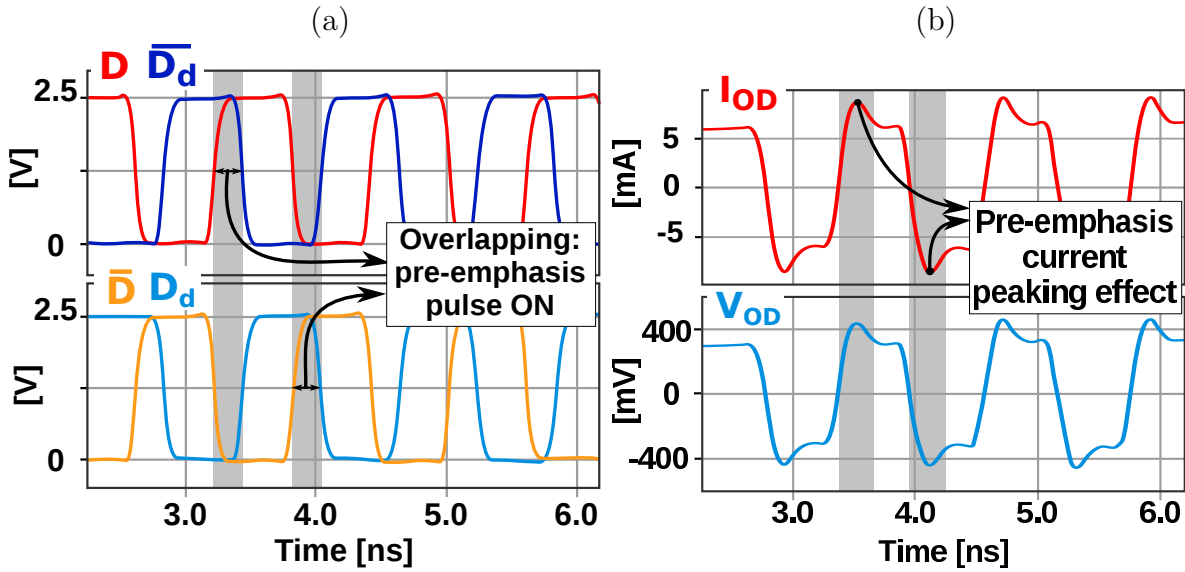 (a)
D D̅d̅
2.5
[V]
0
D̅ Dd
2.5
[V]
0
Overlapping:
pre-emphasis
pulse ON
3.0 4.0 5.0 6.0
Time [ns]
(b)
IOD
5
[mA]
0
-5
Pre-emphasis
current
peaking effect
VOD
400
[mV]
0
-400
3.0 4.0 5.0 6.0
Time [ns]